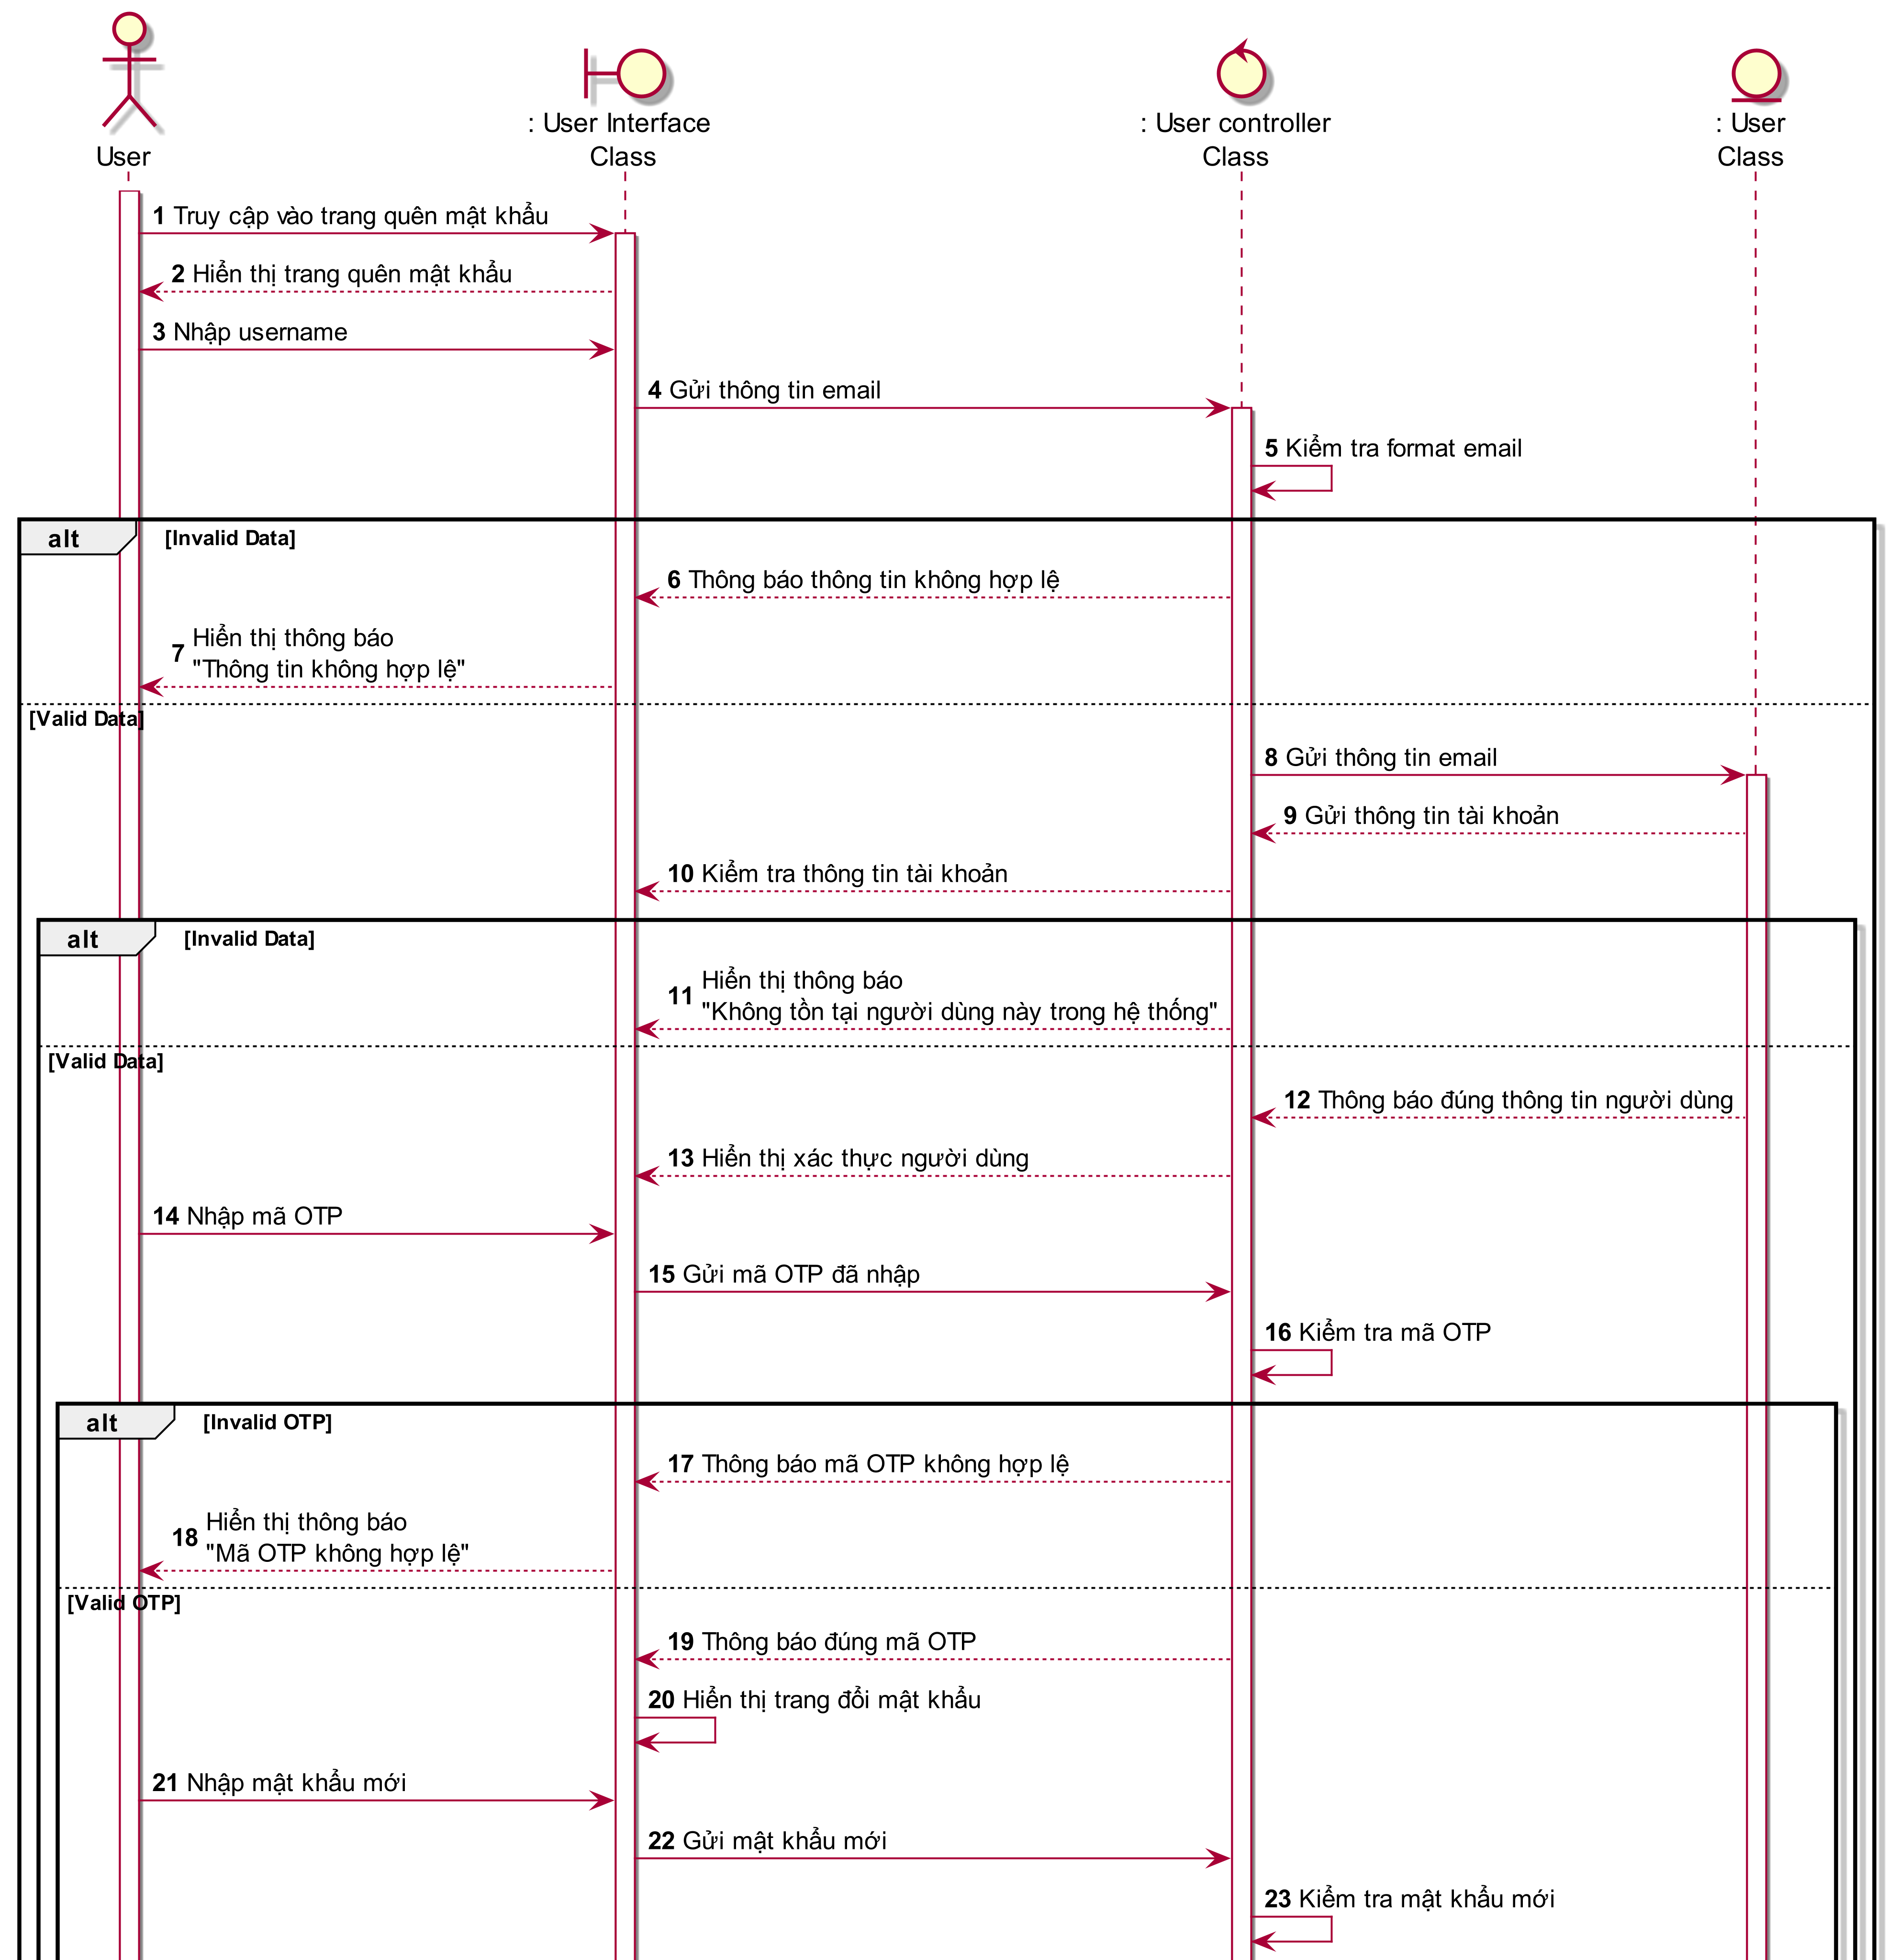 User
: User Interface
Class
: User controller
Class
: User
Class
1 Truy cập vào trang quên mật khẩu
2 Hiển thị trang quên mật khẩu
3 Nhập username
4 Gửi thông tin email
5 Kiểm tra format email
alt [Invalid Data]
6 Thông báo thông tin không hợp lệ
7 Hiển thị thông báo
"Thông tin không hợp lệ"
[Valid Data]
8 Gửi thông tin email
9 Gửi thông tin tài khoản
10 Kiểm tra thông tin tài khoản
alt [Invalid Data]
11 Hiển thị thông báo
"Không tồn tại người dùng này trong hệ thống"
[Valid Data]
12 Thông báo đúng thông tin người dùng
13 Hiển thị xác thực người dùng
14 Nhập mã OTP
15 Gửi mã OTP đã nhập
16 Kiểm tra mã OTP
alt [Invalid OTP]
17 Thông báo mã OTP không hợp lệ
18 Hiển thị thông báo
"Mã OTP không hợp lệ"
[Valid OTP]
19 Thông báo đúng mã OTP
20 Hiển thị trang đổi mật khẩu
21 Nhập mật khẩu mới
22 Gửi mật khẩu mới
23 Kiểm tra mật khẩu mới